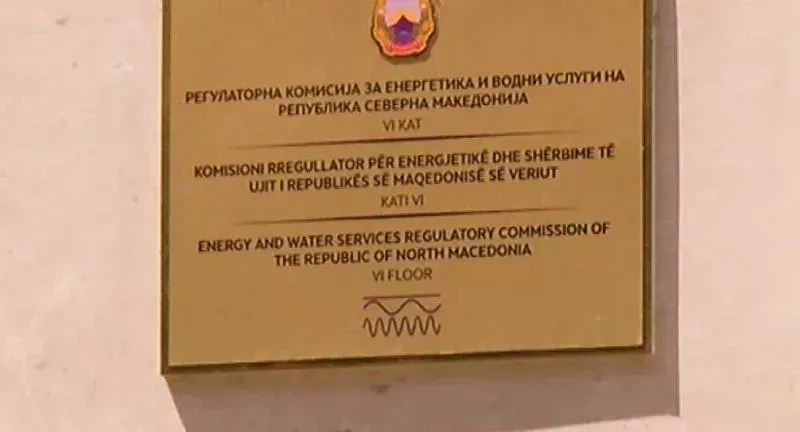 РЕГУЛАТОРНА КОМИСИЈА ЗА ЕНЕРГЕТИКА И ВОДНИ УСЛУГИ НА
РЕПУБЛИКА СЕВЕРНА МАКЕДОНИЈА
VI КАТ
KOMISIONI RREGULLATOR PËR ENERGJETIKË DHE SHËRBIME TË
UJIT I REPUBLIKËS SË MAQEDONISË SË VERIUT
KATI VI
ENERGY AND WATER SERVICES REGULATORY COMMISSION OF
THE REPUBLIC OF NORTH MACEDONIA
VI FLOOR